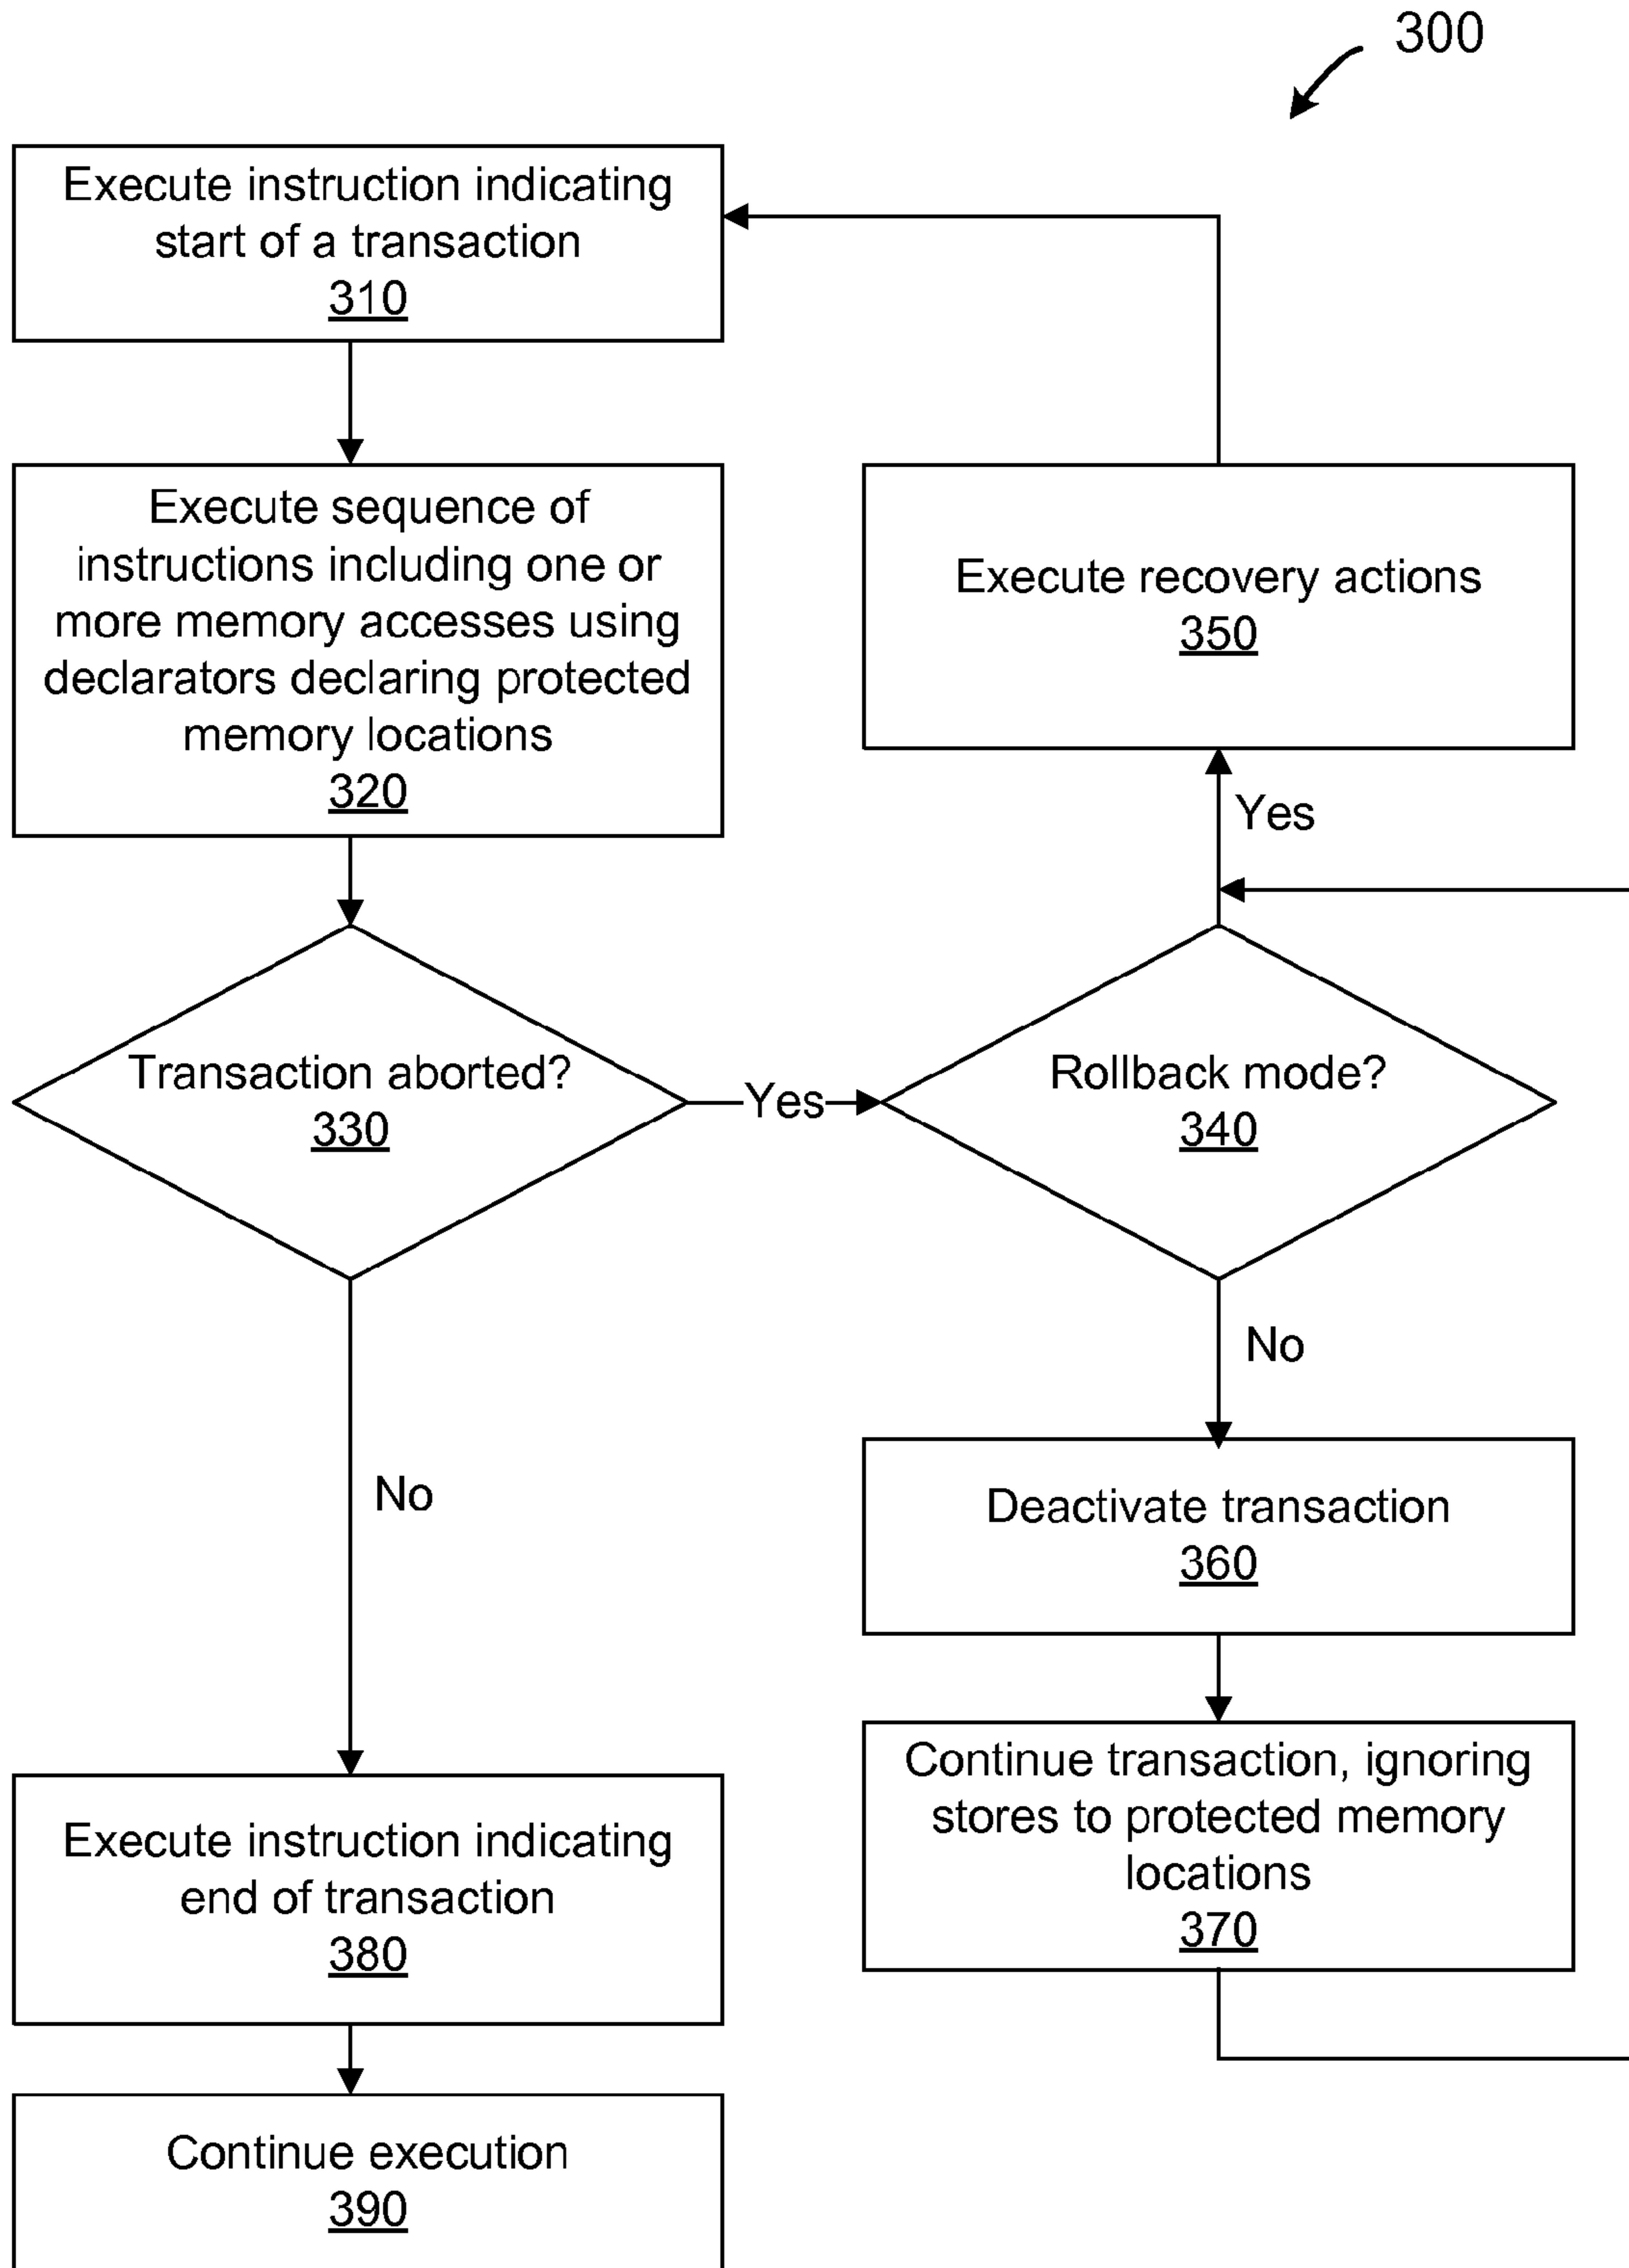 300
Execute instruction indicating
start of a transaction
310
Execute sequence of
instructions including one or
more memory accesses using
declarators declaring protected
memory locations
320
Execute recovery actions
350
Yes
Transaction aborted?
330
Yes
Rollback mode?
340
No
No
Deactivate transaction
360
Continue transaction, ignoring
stores to protected memory
locations
370
Execute instruction indicating
end of transaction
380
Continue execution
390